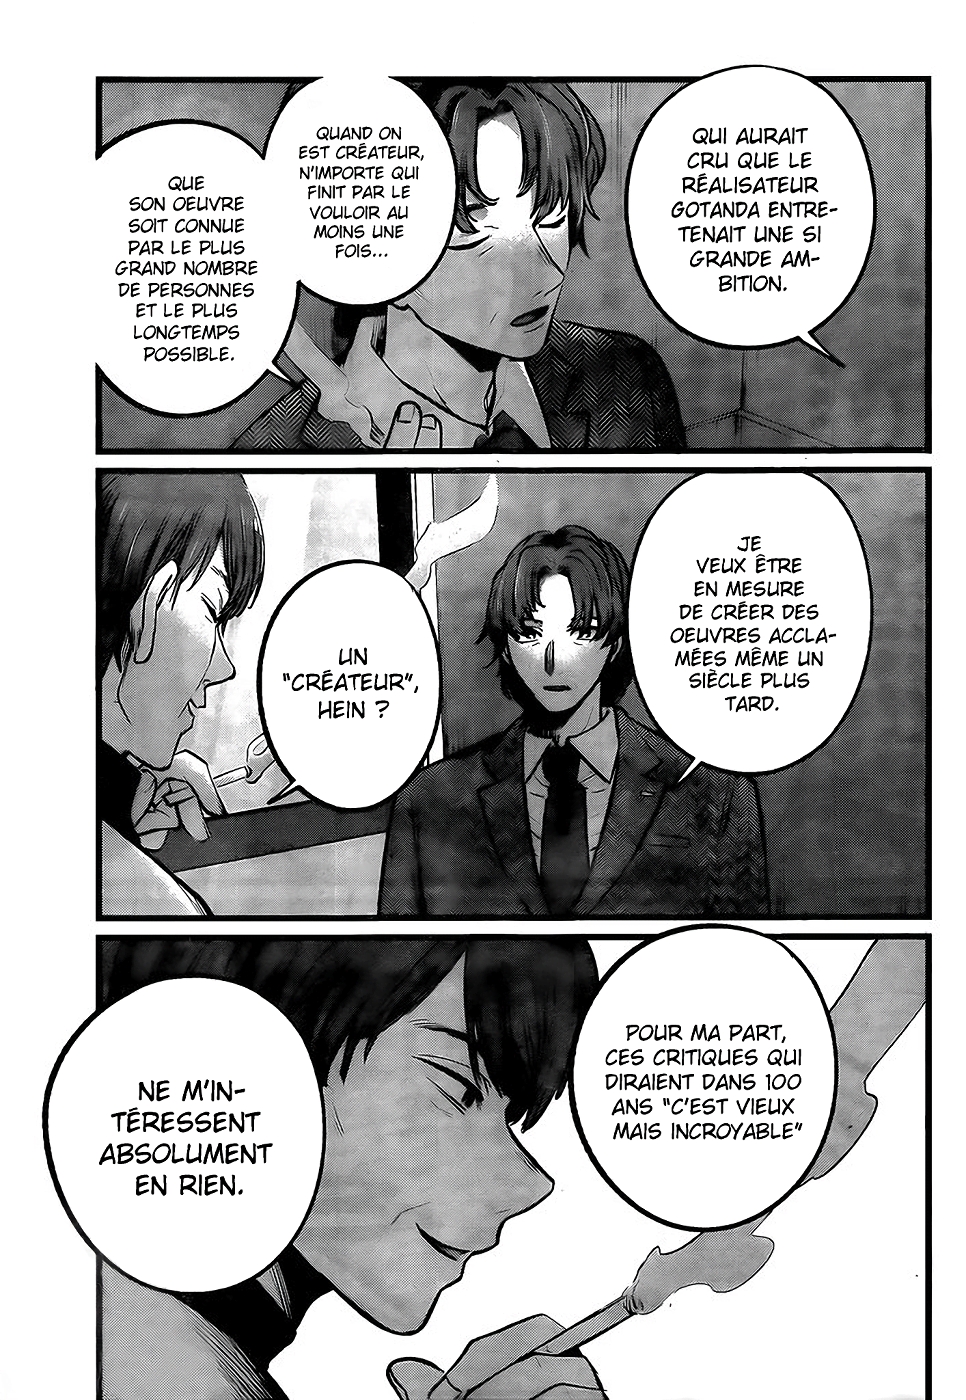 QUI AURAIT
CRU QUE LE
RÉALISATEUR
GOTANDA ENTRE-
TENAIT UNE SI
GRANDE AM-
BITION.
QUAND ON
EST CRÉATEUR,
N'IMPORTE QUI
FINIT PAR LE
VOULOIR AU
MOINS UNE
FOIS...
QUE
SON OEUVRE
SOIT CONNUE
PAR LE PLUS
GRAND NOMBRE
DE PERSONNES
ET LE PLUS
LONGTEMPS
POSSIBLE.
JE
VEUX ÊTRE
EN MESURE
DE CRÉER DES
OEUVRES ACCLA-
MÉES MÊME UN
SIÈCLE PLUS
TARD.
UN
"CRÉATEUR",
HEIN ?
POUR MA PART,
CES CRITIQUES QUI
DIRAIENT DANS 100
ANS "C'EST VIEUX
MAIS INCROYABLE"
NE M'IN-
TÉRESSENT
ABSOLUMENT
EN RIEN.